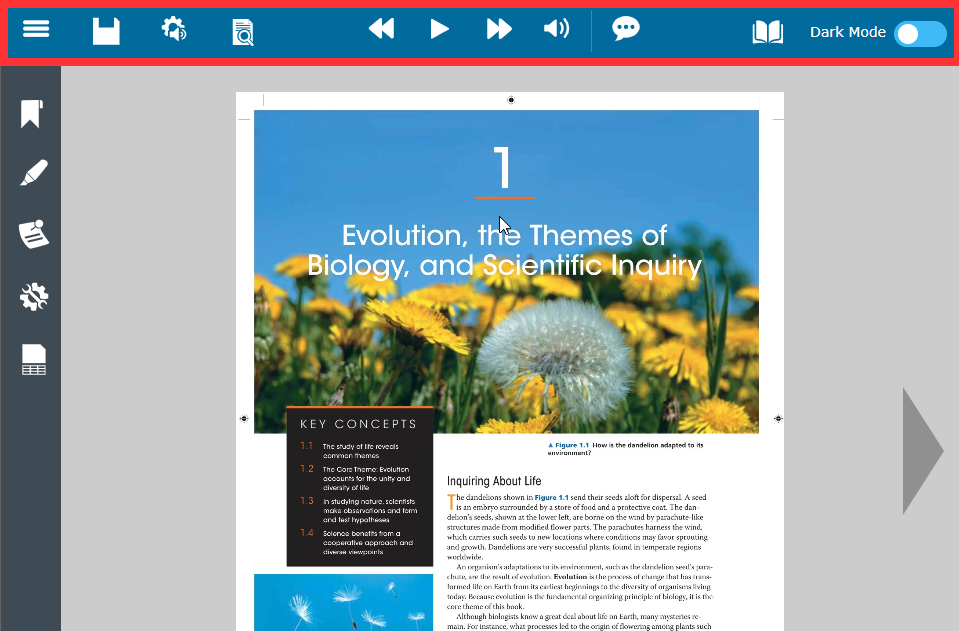 Dark Mode
1
Evolution, the Themes of
Biology, and Scientific Inquiry
KEY CONCEPTS
1.1 The study of life reveals
common themes
1.2 The Core Theme: Evolution
accounts for the unity and
diversity of life
1.3 In studying nature, scientists
make observations and form
and test hypotheses
1.4 Science benefits from a
cooperative approach and
diverse viewpoints
▲ Figure 1.1 How is the dandelion adapted to its
environment?
Inquiring About Life
The dandelions shown in Figure 1.1 send their seeds aloft for dispersal. A seed
is an embryo surrounded by a store of food and a protective coat. The dan-
delion's seeds, shown at the lower left, are borne on the wind by parachute-like
structures made from modified flower parts. The parachutes harness the wind,
which carries such seeds to new locations where conditions may favor sprouting
and growth. Dandelions are very successful plants, found in temperate regions
worldwide.
An organism's adaptations to its environment, such as the dandelion seed's para-
chute, are the result of evolution. Evolution is the process of change that has trans-
formed life on Earth from its earliest beginnings to the diversity of organisms living
today. Because evolution is the fundamental organizing principle of biology, it is the
core theme of this book.
Although biologists know a great deal about life on Earth, many mysteries re-
main. For instance, what processes led to the origin of flowering among plants such